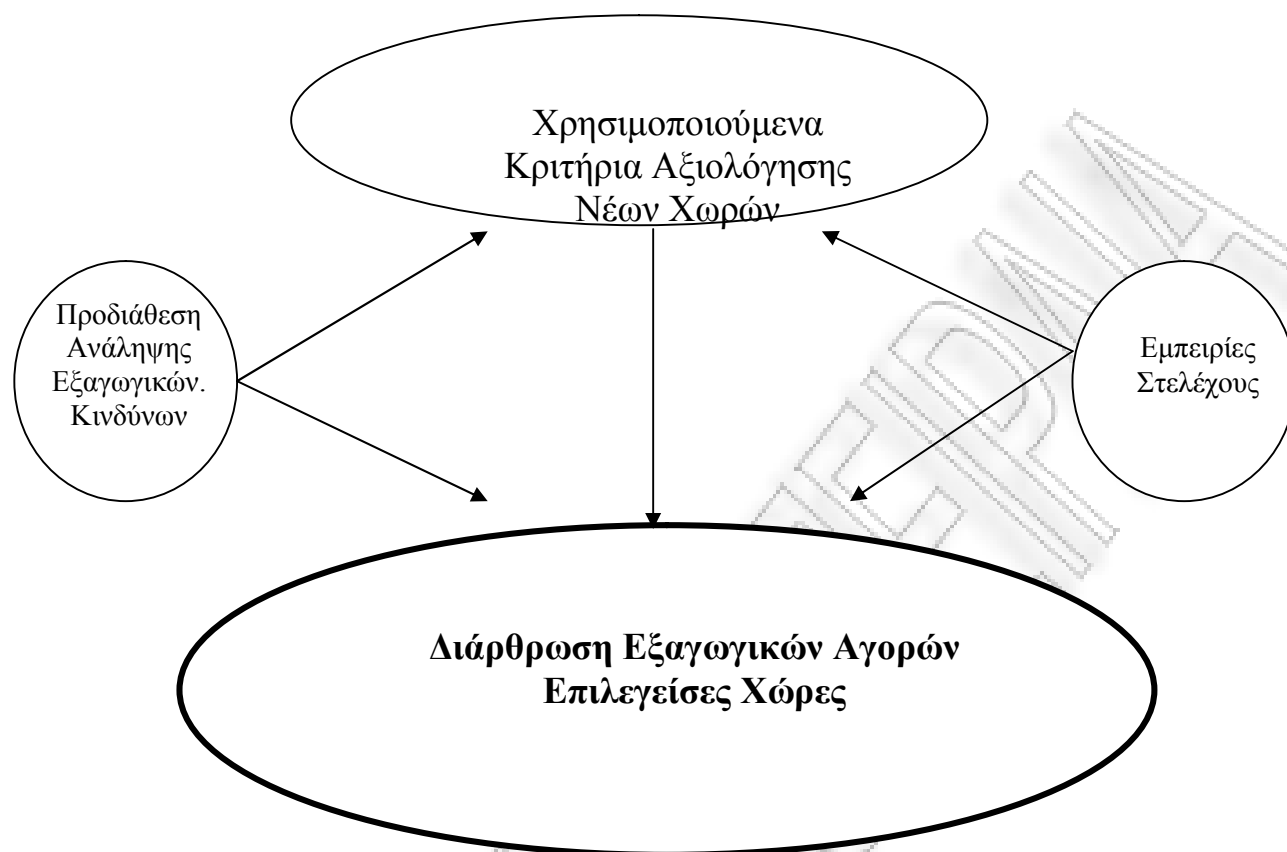 Χρησιμοποιούμενα
Κριτήρια Αξιολόγησης
Νέων Χωρών
Προδιάθεση
Ανάληψης
Εξαγωγικών.
Κινδύνων
Εμπειρίες
Στελέχους
Διάρθρωση Εξαγωγικών Αγορών
Επιλεγείσες Χώρες